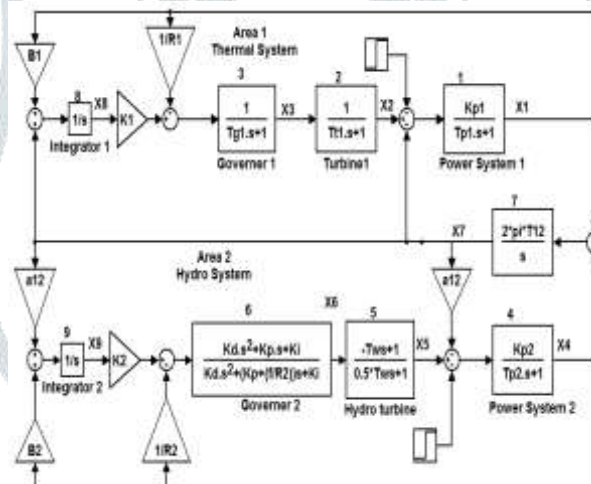 Area 1
Thermal System
B1
1/R1
8
X8
1/s
Integrator 1
K1
3
1
Tg1.s+1
Governer 1
X3
2
1
Tt1.s+1
Turbine1
X2
1
Kp1
Tp1.s+1
Power System 1
X1
7
X7
2*pi*T12
s
Area 2
Hydro System
a12
a12
9
X9
1/s
Integrator 2
K2
6
Kd.s²+Kp.s+Ki
Kd.s²+(Kp+(f/R2))s+Ki
Governer 2
X6
5
-Tws+1
0.5*Tws+1
Hydro turbine
X5
4
Kp2
Tp2.s+1
Power System 2
X4
B2
1/R2